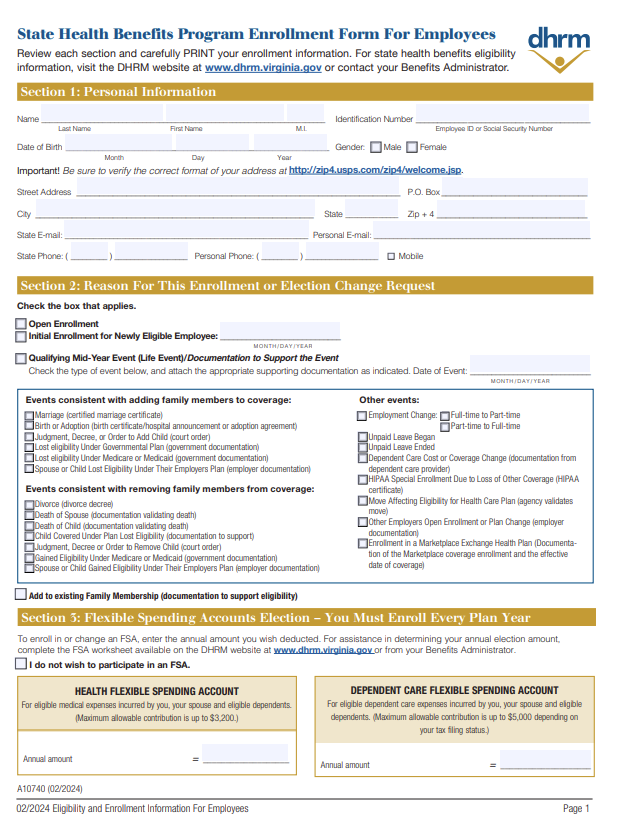 State Health Benefits Program Enrollment Form For Employees
dhrm
Review each section and carefully PRINT your enrollment information. For state health benefits eligibility
information, visit the DHRM website at www.dhrm.virginia.gov or contact your Benefits Administrator.
Section 1: Personal Information
Name Identification Number
Last Name First Name M.I. Employee ID or Social Security Number
Date of Birth Gender: Male Female
Month Day Year
Important! Be sure to verify the correct format of your address at http://zip4.usps.com/zip4/welcome.jsp.
Street Address P.O. Box
City State Zip + 4
State E-mail: Personal E-mail:
State Phone: ( ) Personal Phone: ( ) Mobile
Section 2: Reason For This Enrollment or Election Change Request
Check the box that applies.
Open Enrollment
Initial Enrollment for Newly Eligible Employee:
MONTH/DAY/YEAR
Qualifying Mid-Year Event (Life Event)/Documentation to Support the Event
Check the type of event below, and attach the appropriate supporting documentation as indicated. Date of Event:
MONTH/DAY/YEAR
Events consistent with adding family members to coverage:
Marriage (certified marriage certificate)
Birth or Adoption (birth certificate/hospital announcement or adoption agreement)
Judgment, Decree, or Order to Add Child (court order)
Lost eligibility Under Governmental Plan (government documentation)
Lost eligibility Under Medicare or Medicaid (government documentation)
Spouse or Child Lost Eligibility Under Their Employers Plan (employer documentation)
Events consistent with removing family members from coverage:
Divorce (divorce decree)
Death of Spouse (documentation validating death)
Death of Child (documentation validating death)
Child Covered Under Plan Lost Eligibility (documentation to support)
Judgment, Decree or Order to Remove Child (court order)
Gained Eligibility Under Medicare or Medicaid (government documentation)
Spouse or Child Gained Eligibility Under Their Employers Plan (employer documentation)
Other events:
Employment Change: Full-time to Part-time
Part-time to Full-time
Unpaid Leave Began
Unpaid Leave Ended
Dependent Care Cost or Coverage Change (documentation from
dependent care provider)
HIPAA Special Enrollment Due to Loss of Other Coverage (HIPAA
certificate)
Move Affecting Eligibility for Health Care Plan (agency validates
move)
Other Employers Open Enrollment or Plan Change (employer
documentation)
Enrollment in a Marketplace Exchange Health Plan (Documenta-
tion of the Marketplace coverage enrollment and the effective
date of coverage)
Add to existing Family Membership (documentation to support eligibility)
Section 3: Flexible Spending Accounts Election – You Must Enroll Every Plan Year
To enroll in or change an FSA, enter the annual amount you wish deducted. For assistance in determining your annual election amount,
complete the FSA worksheet available on the DHRM website at www.dhrm.virginia.gov or from your Benefits Administrator.
I do not wish to participate in an FSA.
HEALTH FLEXIBLE SPENDING ACCOUNT
For eligible medical expenses incurred by you, your spouse and eligible dependents.
(Maximum allowable contribution is up to $3,200.)
Annual amount =
DEPENDENT CARE FLEXIBLE SPENDING ACCOUNT
For eligible dependent care expenses incurred by you, your spouse and eligible
dependents. (Maximum allowable contribution is up to $5,000 depending on
your tax filing status.)
Annual amount =
A10740 (02/2024)
02/2024 Eligibility and Enrollment Information For Employees Page 1